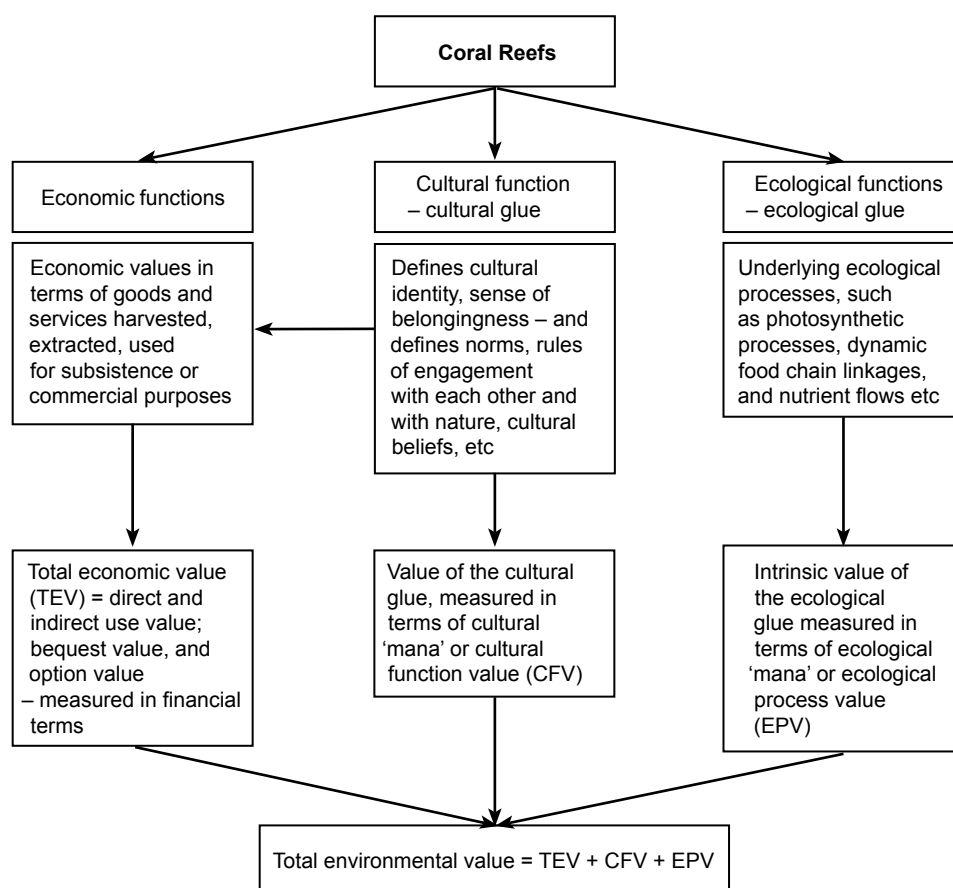 Coral Reefs
Economic functions
Cultural function
– cultural glue
Ecological functions
– ecological glue
Economic values in
terms of goods and
services harvested,
extracted, used
for subsistence or
commercial purposes
Defines cultural
identity, sense of
belongingness – and
defines norms, rules
of engagement
with each other and
with nature, cultural
beliefs, etc
Underlying ecological
processes, such
as photosynthetic
processes, dynamic
food chain linkages,
and nutrient flows etc
Total economic value
(TEV) = direct and
indirect use value;
bequest value, and
option value
– measured in financial
terms
Value of the cultural
glue, measured in
terms of cultural
‘mana’ or cultural
function value (CFV)
Intrinsic value of
the ecological
glue measured in
terms of ecological
‘mana’ or ecological
process value
(EPV)
Total environmental value = TEV + CFV + EPV